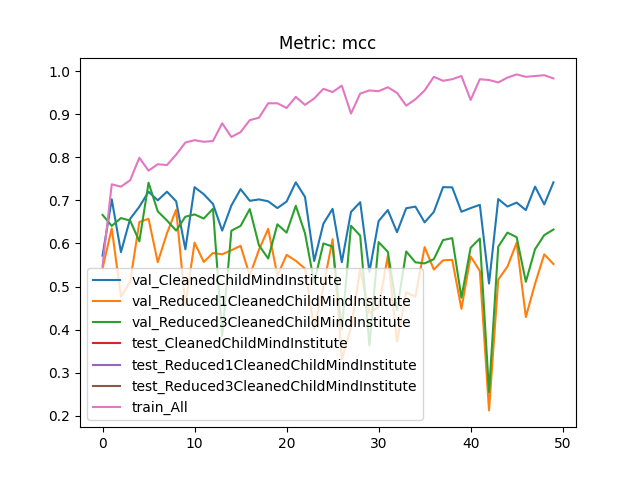 Metric: mcc
1.0
0.9
0.8
0.7
0.6
0.5
0.4
0.3
0.2
val_CleanedChildMindInstitute
val_Reduced1CleanedChildMindInstitute
val_Reduced3CleanedChildMindInstitute
test_CleanedChildMindInstitute
test_Reduced1CleanedChildMindInstitute
test_Reduced3CleanedChildMindInstitute
train_All
0 10 20 30 40 50